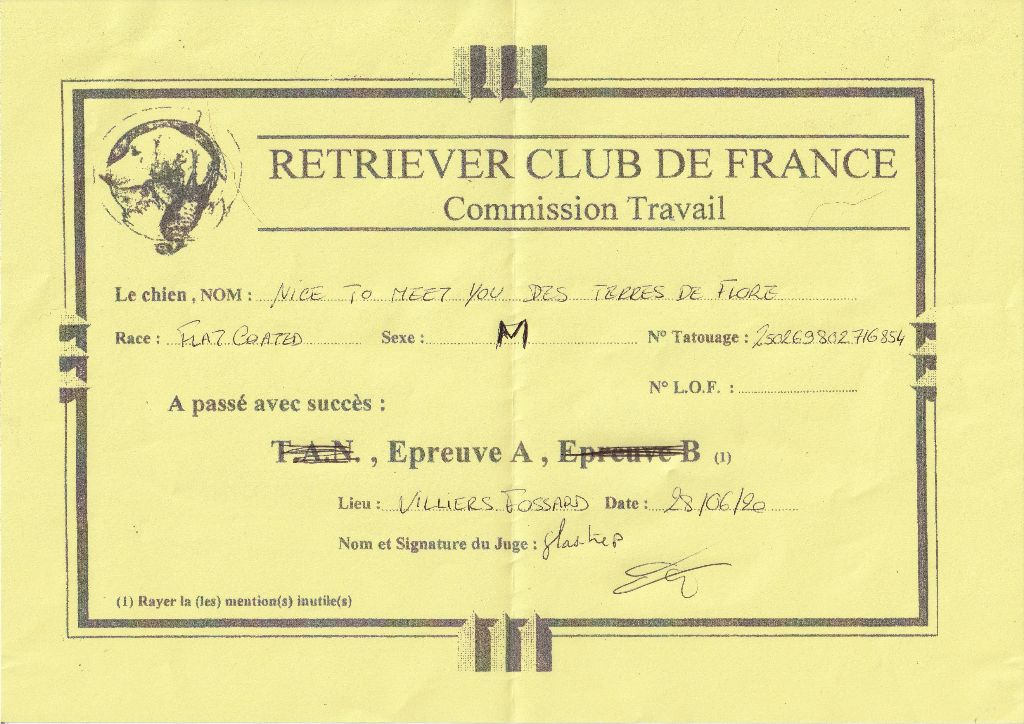 RETRIEVER CLUB DE FRANCE
Commission Travail
Le chien , NOM : NICE TO MEET YOU DES TERRES DE FLORE
Race : FLAT COATED Sexe : M N° Tatouage : 250269802716854
N° L.O.F. :
A passé avec succès :
T.A.N. , Epreuve A , Epreuve B (1)
Lieu : VILLIERS FOSSARD Date : 28/06/20
Nom et Signature du Juge :
(1) Rayer la (les) mention(s) inutile(s)